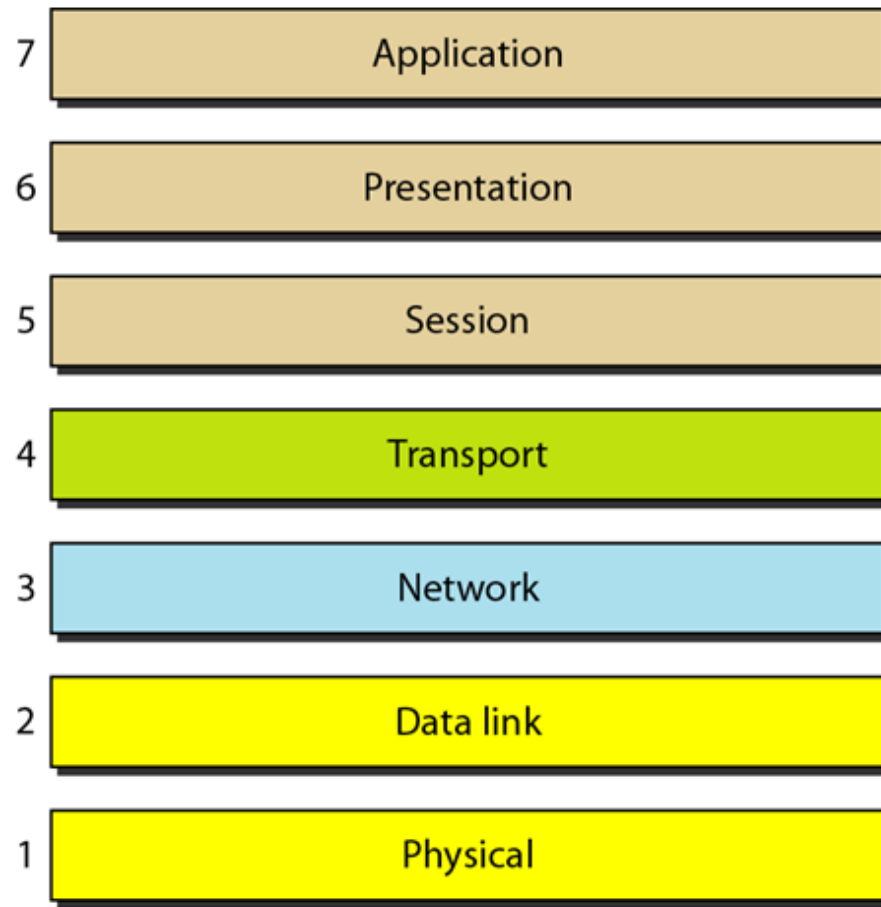 7 Application
6 Presentation
5 Session
4 Transport
3 Network
2 Data link
1 Physical